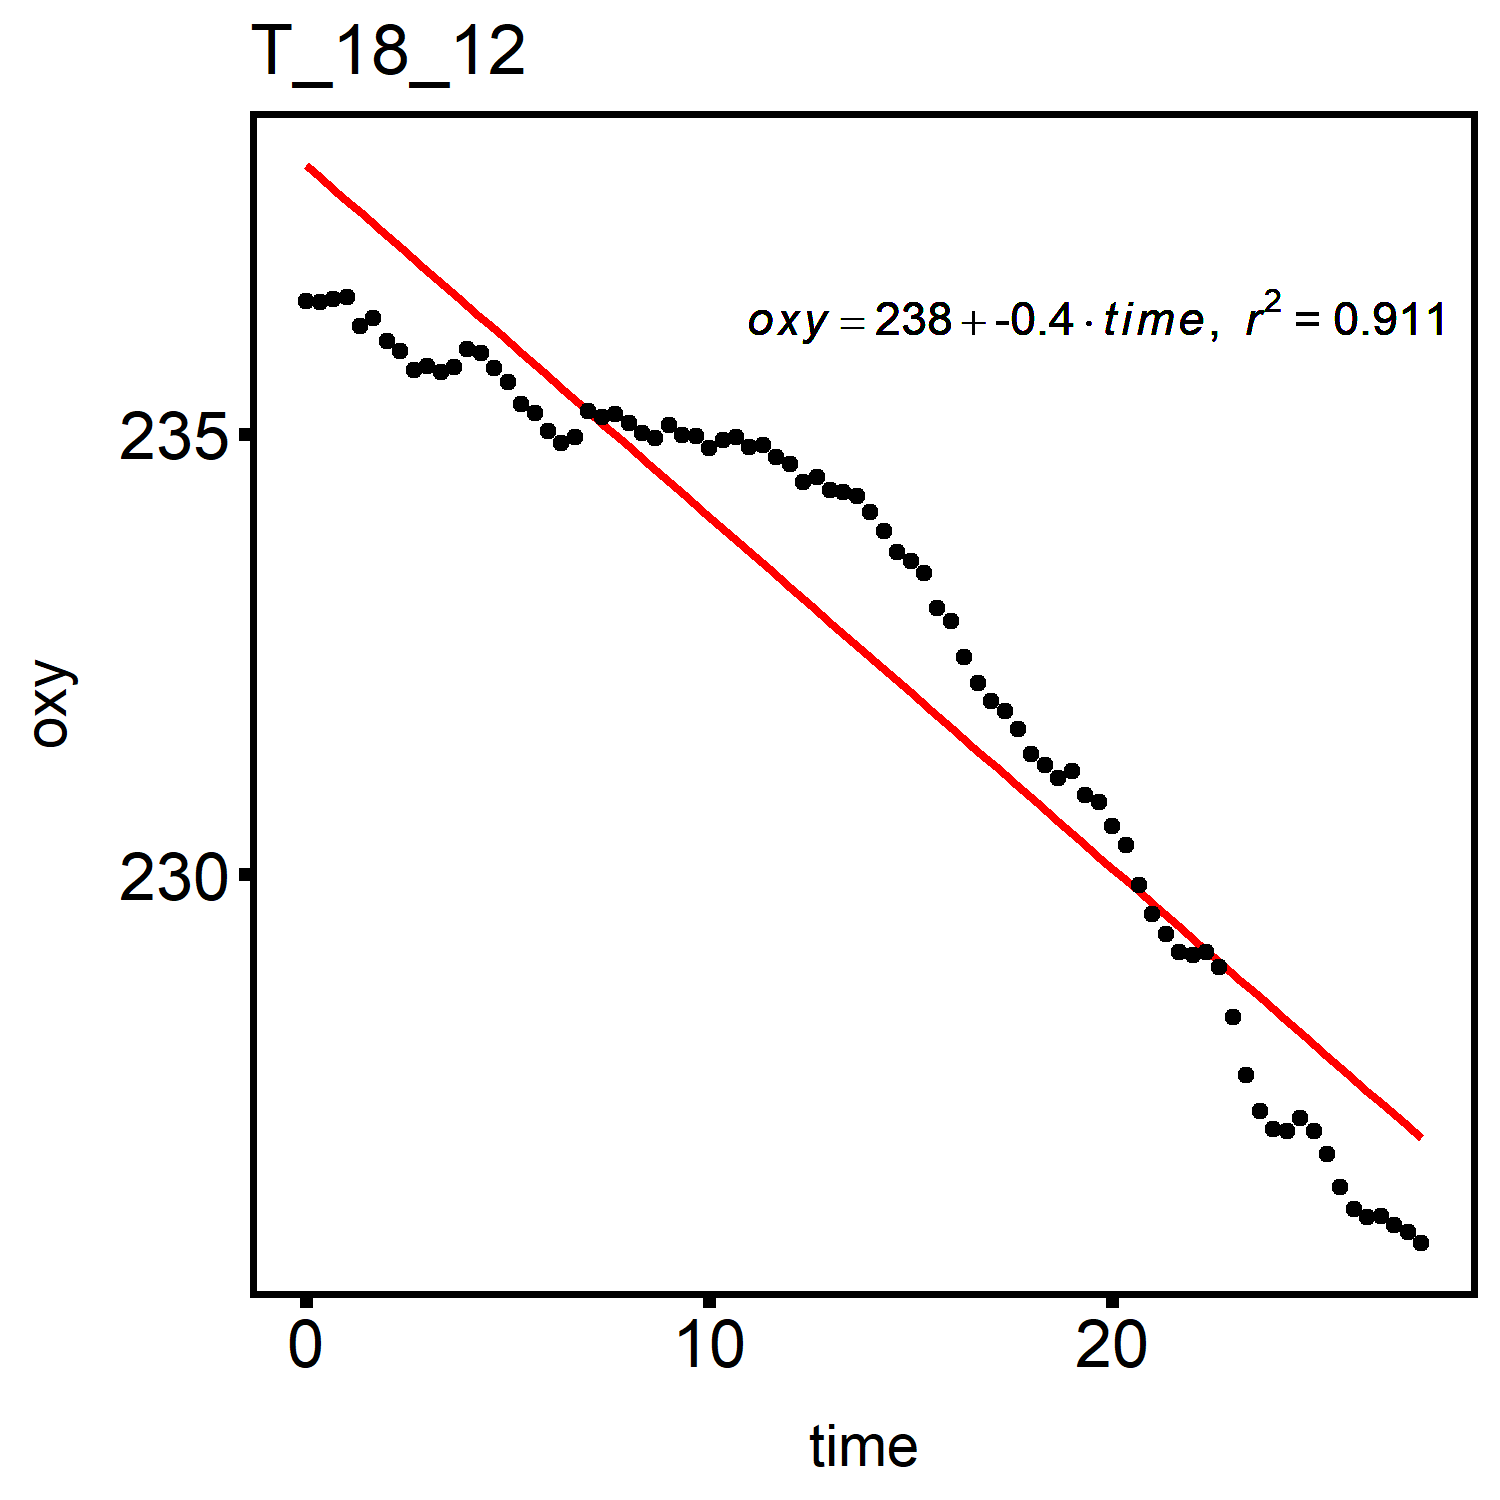 T_18_12
oxy = 238 + -0.4 · time, r² = 0.911
235
230
oxy
0 10 20
time